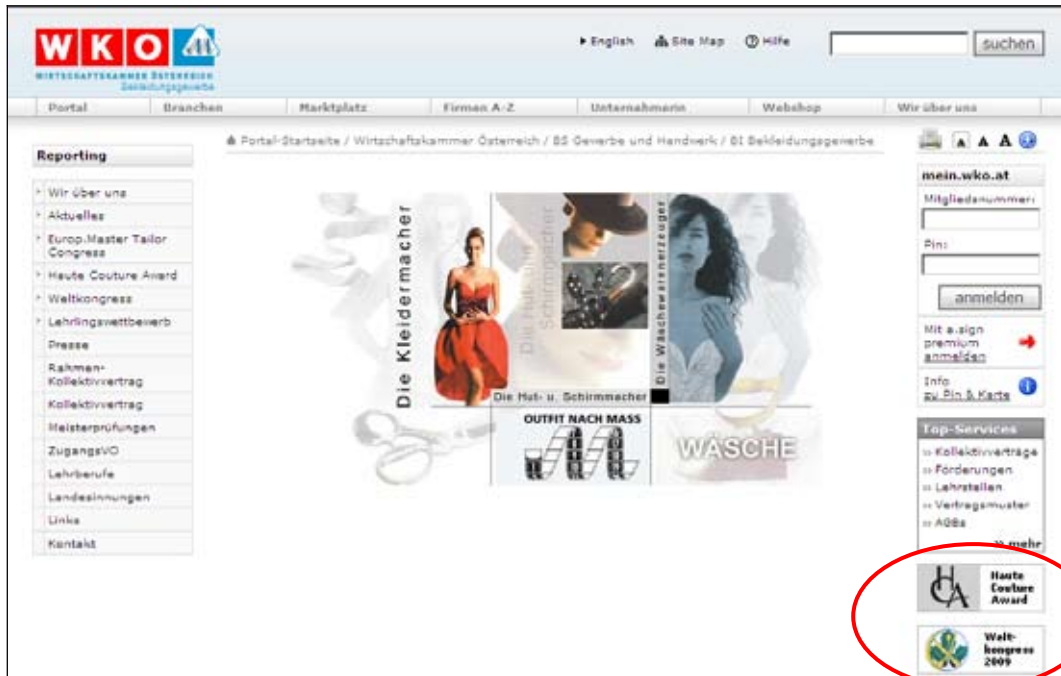 WKO
WIRTSCHAFTSKAMMER ÖSTERREICH
Bekleidungsgewerbe
English
Site Map
Hilfe
suchen
Portal
Branchen
Marktplatz
Firmen A-Z
Unternehmerin
Webshop
Wir über uns
Portal-Startseite / Wirtschaftskammer Österreich / BS Gewerbe und Handwerk / BI Bekleidungsgewerbe
A A A
Reporting
Wir über uns
Aktuelles
Europ.Master Tailor
Congress
Haute Couture Award
Weltkongress
Lehrlingswettbewerb
Presse
Rahmen-
Kollektivvertrag
Kollektivvertrag
Meisterprüfungen
ZugangsVO
Lehrberufe
Landesinnungen
Links
Kontakt
Die Kleidermacher
Die Hut- und
Schirmmacher
Die Wäschewarenerzeuger
Die Hut- u. Schirmmacher
OUTFIT NACH MASS
WÄSCHE
mein.wko.at
Mitgliedsnummer:
Pin:
anmelden
Mit e.sign
premium
anmelden
Info
zu Pin & Karte
Top-Services
» Kollektivverträge
» Förderungen
» Lehrstellen
» Vertragsmuster
» AGBs
» mehr
HCA
Haute
Couture
Award
Welt-
kongress
2009